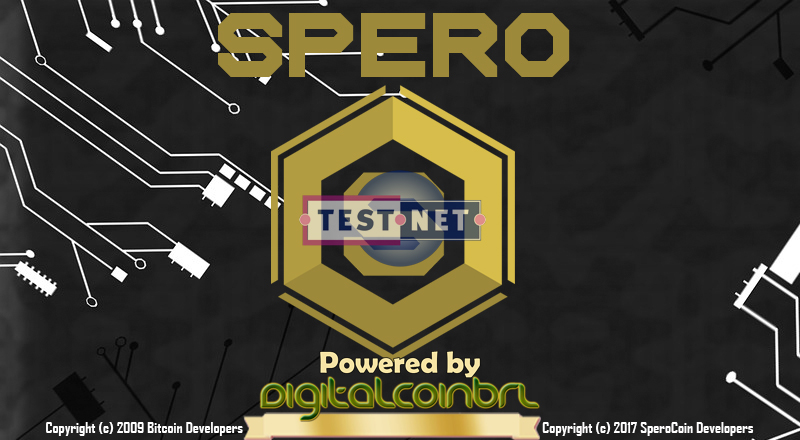 SPERO
TEST NET
Powered by
Digitalcoinbrl
Copyright (c) 2009 Bitcoin Developers
Copyright (c) 2017 SperoCoin Developers